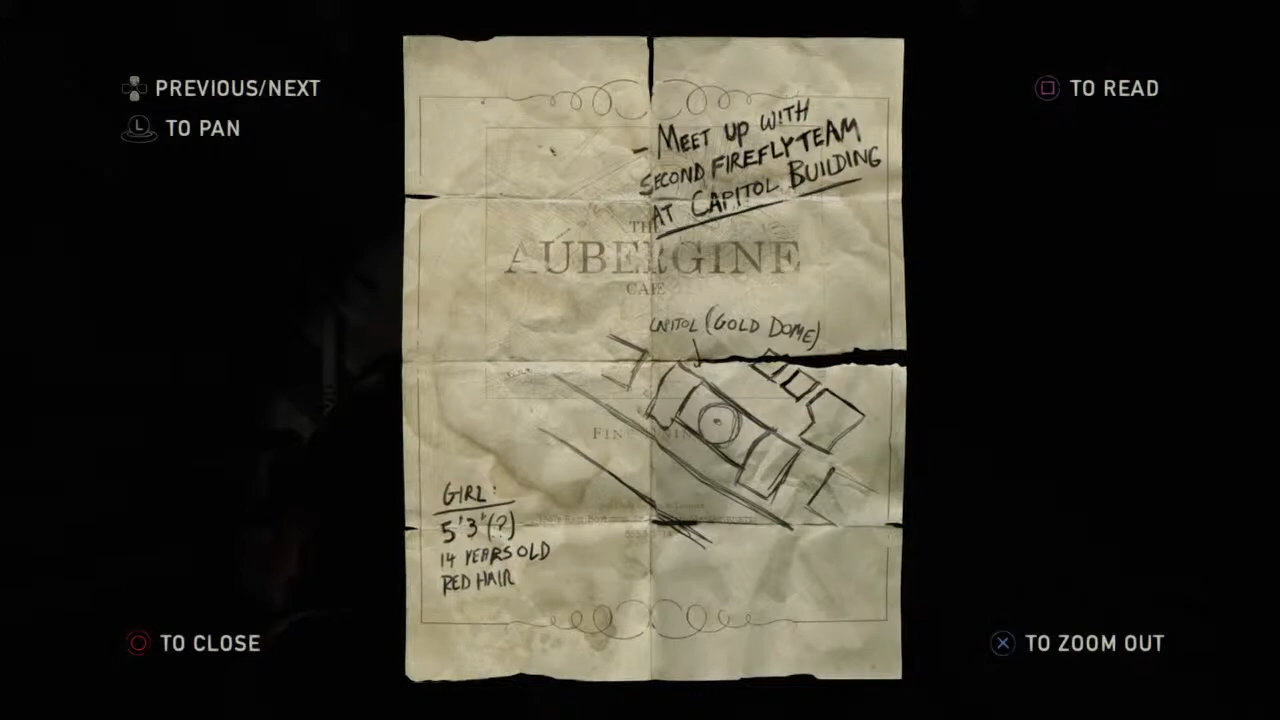 PREVIOUS/NEXT
TO PAN
TO READ
- MEET UP WITH
SECOND FIREFLY TEAM
AT CAPITOL BUILDING
THE
AUBERGINE
CAFE
CAPITOL (GOLD DOME)
GIRL:
5'3"(?)
14 YEARS OLD
RED HAIR
TO CLOSE
TO ZOOM OUT